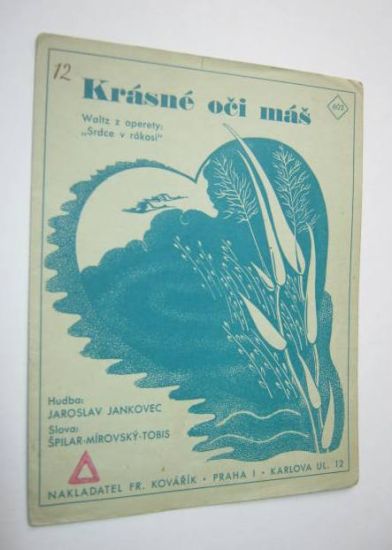 12
602
Krásné oči máš
Waltz z operety:
„Srdce v rákosí"
Hudba:
JAROSLAV JANKOVEC
Slova:
ŠPILAR-MÍROVSKÝ-TOBIS
NAKLADATEL FR. KOVÁŘÍK • PRAHA I • KARLOVA UL. 12